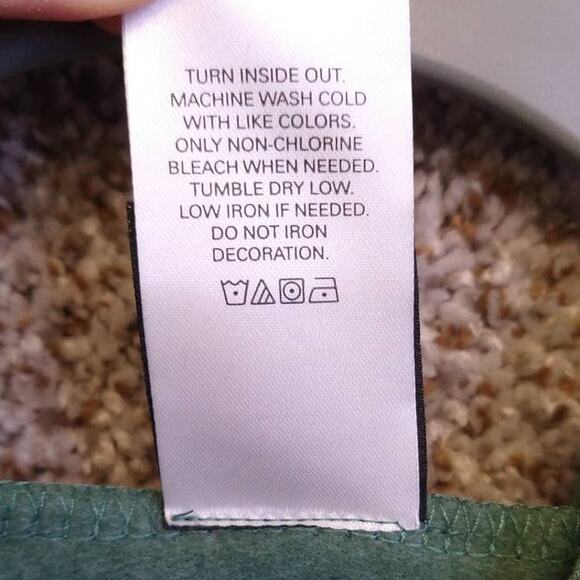 TURN INSIDE OUT.
MACHINE WASH COLD
WITH LIKE COLORS.
ONLY NON-CHLORINE
BLEACH WHEN NEEDED.
TUMBLE DRY LOW.
LOW IRON IF NEEDED.
DO NOT IRON
DECORATION.